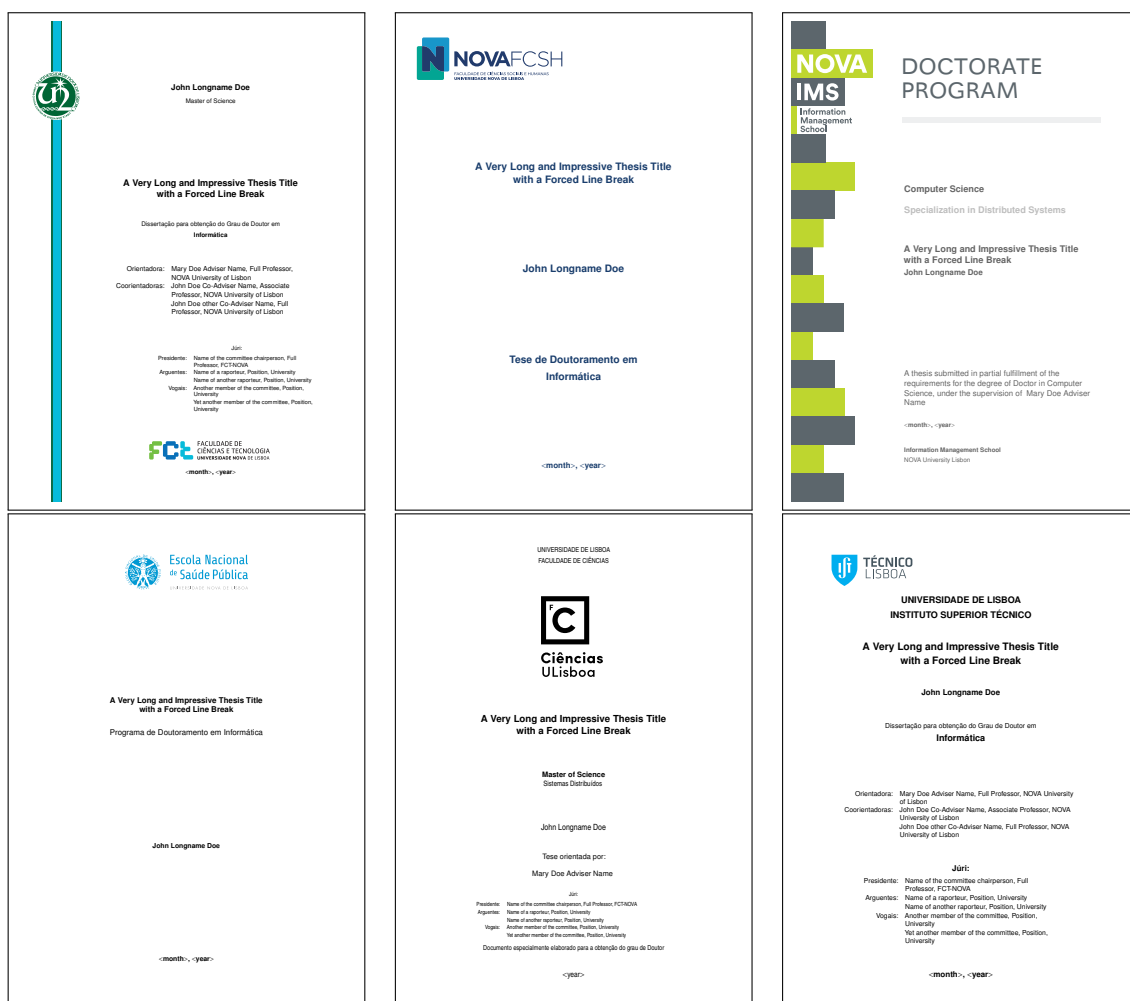 John Longname Doe
Master of Science
A Very Long and Impressive Thesis Title
with a Forced Line Break
Dissertação para obtenção do Grau de Doutor em
Informática
Orientadora: Mary Doe Adviser Name, Full Professor,
NOVA University of Lisbon
Coorientadoras: John Doe Co-Adviser Name, Associate
Professor, NOVA University of Lisbon
John Doe other Co-Adviser Name, Full
Professor, NOVA University of Lisbon
Júri:
Presidente: Name of the committee chairperson, Full
Professor, FCT-NOVA
Arguentes: Name of a raporteur, Position, University
Name of another raporteur, Position, University
Vogais: Another member of the committee, Position,
University
Yet another member of the committee, Position,
University
FCt FACULDADE DE
CIÊNCIAS E TECNOLOGIA
UNIVERSIDADE NOVA DE LISBOA
<month>, <year>
N NOVAFCSH
FACULDADE DE CIÊNCIAS SOCIAIS E HUMANAS
UNIVERSIDADE NOVA DE LISBOA
A Very Long and Impressive Thesis Title
with a Forced Line Break
John Longname Doe
Tese de Doutoramento em
Informática
<month>, <year>
NOVA
IMS
Information
Management
School
DOCTORATE
PROGRAM
Computer Science
Specialization in Distributed Systems
A Very Long and Impressive Thesis Title
with a Forced Line Break
John Longname Doe
A thesis submitted in partial fulfillment of the
requirements for the degree of Doctor in Computer
Science, under the supervision of Mary Doe Adviser
Name
<month>, <year>
Information Management School
NOVA University Lisbon
Escola Nacional
de Saúde Pública
UNIVERSIDADE NOVA DE LISBOA
A Very Long and Impressive Thesis Title
with a Forced Line Break
Programa de Doutoramento em Informática
John Longname Doe
<month>, <year>
UNIVERSIDADE DE LISBOA
FACULDADE DE CIÊNCIAS
F
C
Ciências
ULisboa
A Very Long and Impressive Thesis Title
with a Forced Line Break
Master of Science
Sistemas Distribuídos
John Longname Doe
Tese orientada por:
Mary Doe Adviser Name
Júri:
Presidente: Name of the committee chairperson, Full Professor, FCT-NOVA
Arguentes: Name of a raporteur, Position, University
Name of another raporteur, Position, University
Vogais: Another member of the committee, Position, University
Yet another member of the committee, Position, University
Documento especialmente elaborado para a obtenção do grau de Doutor
<year>
TÉCNICO
LISBOA
UNIVERSIDADE DE LISBOA
INSTITUTO SUPERIOR TÉCNICO
A Very Long and Impressive Thesis Title
with a Forced Line Break
John Longname Doe
Dissertação para obtenção do Grau de Doutor em
Informática
Orientadora: Mary Doe Adviser Name, Full Professor, NOVA University
of Lisbon
Coorientadoras: John Doe Co-Adviser Name, Associate Professor, NOVA
University of Lisbon
John Doe other Co-Adviser Name, Full Professor, NOVA
University of Lisbon
Júri:
Presidente: Name of the committee chairperson, Full
Professor, FCT-NOVA
Arguentes: Name of a raporteur, Position, University
Name of another raporteur, Position, University
Vogais: Another member of the committee, Position,
University
Yet another member of the committee, Position,
University
<month>, <year>